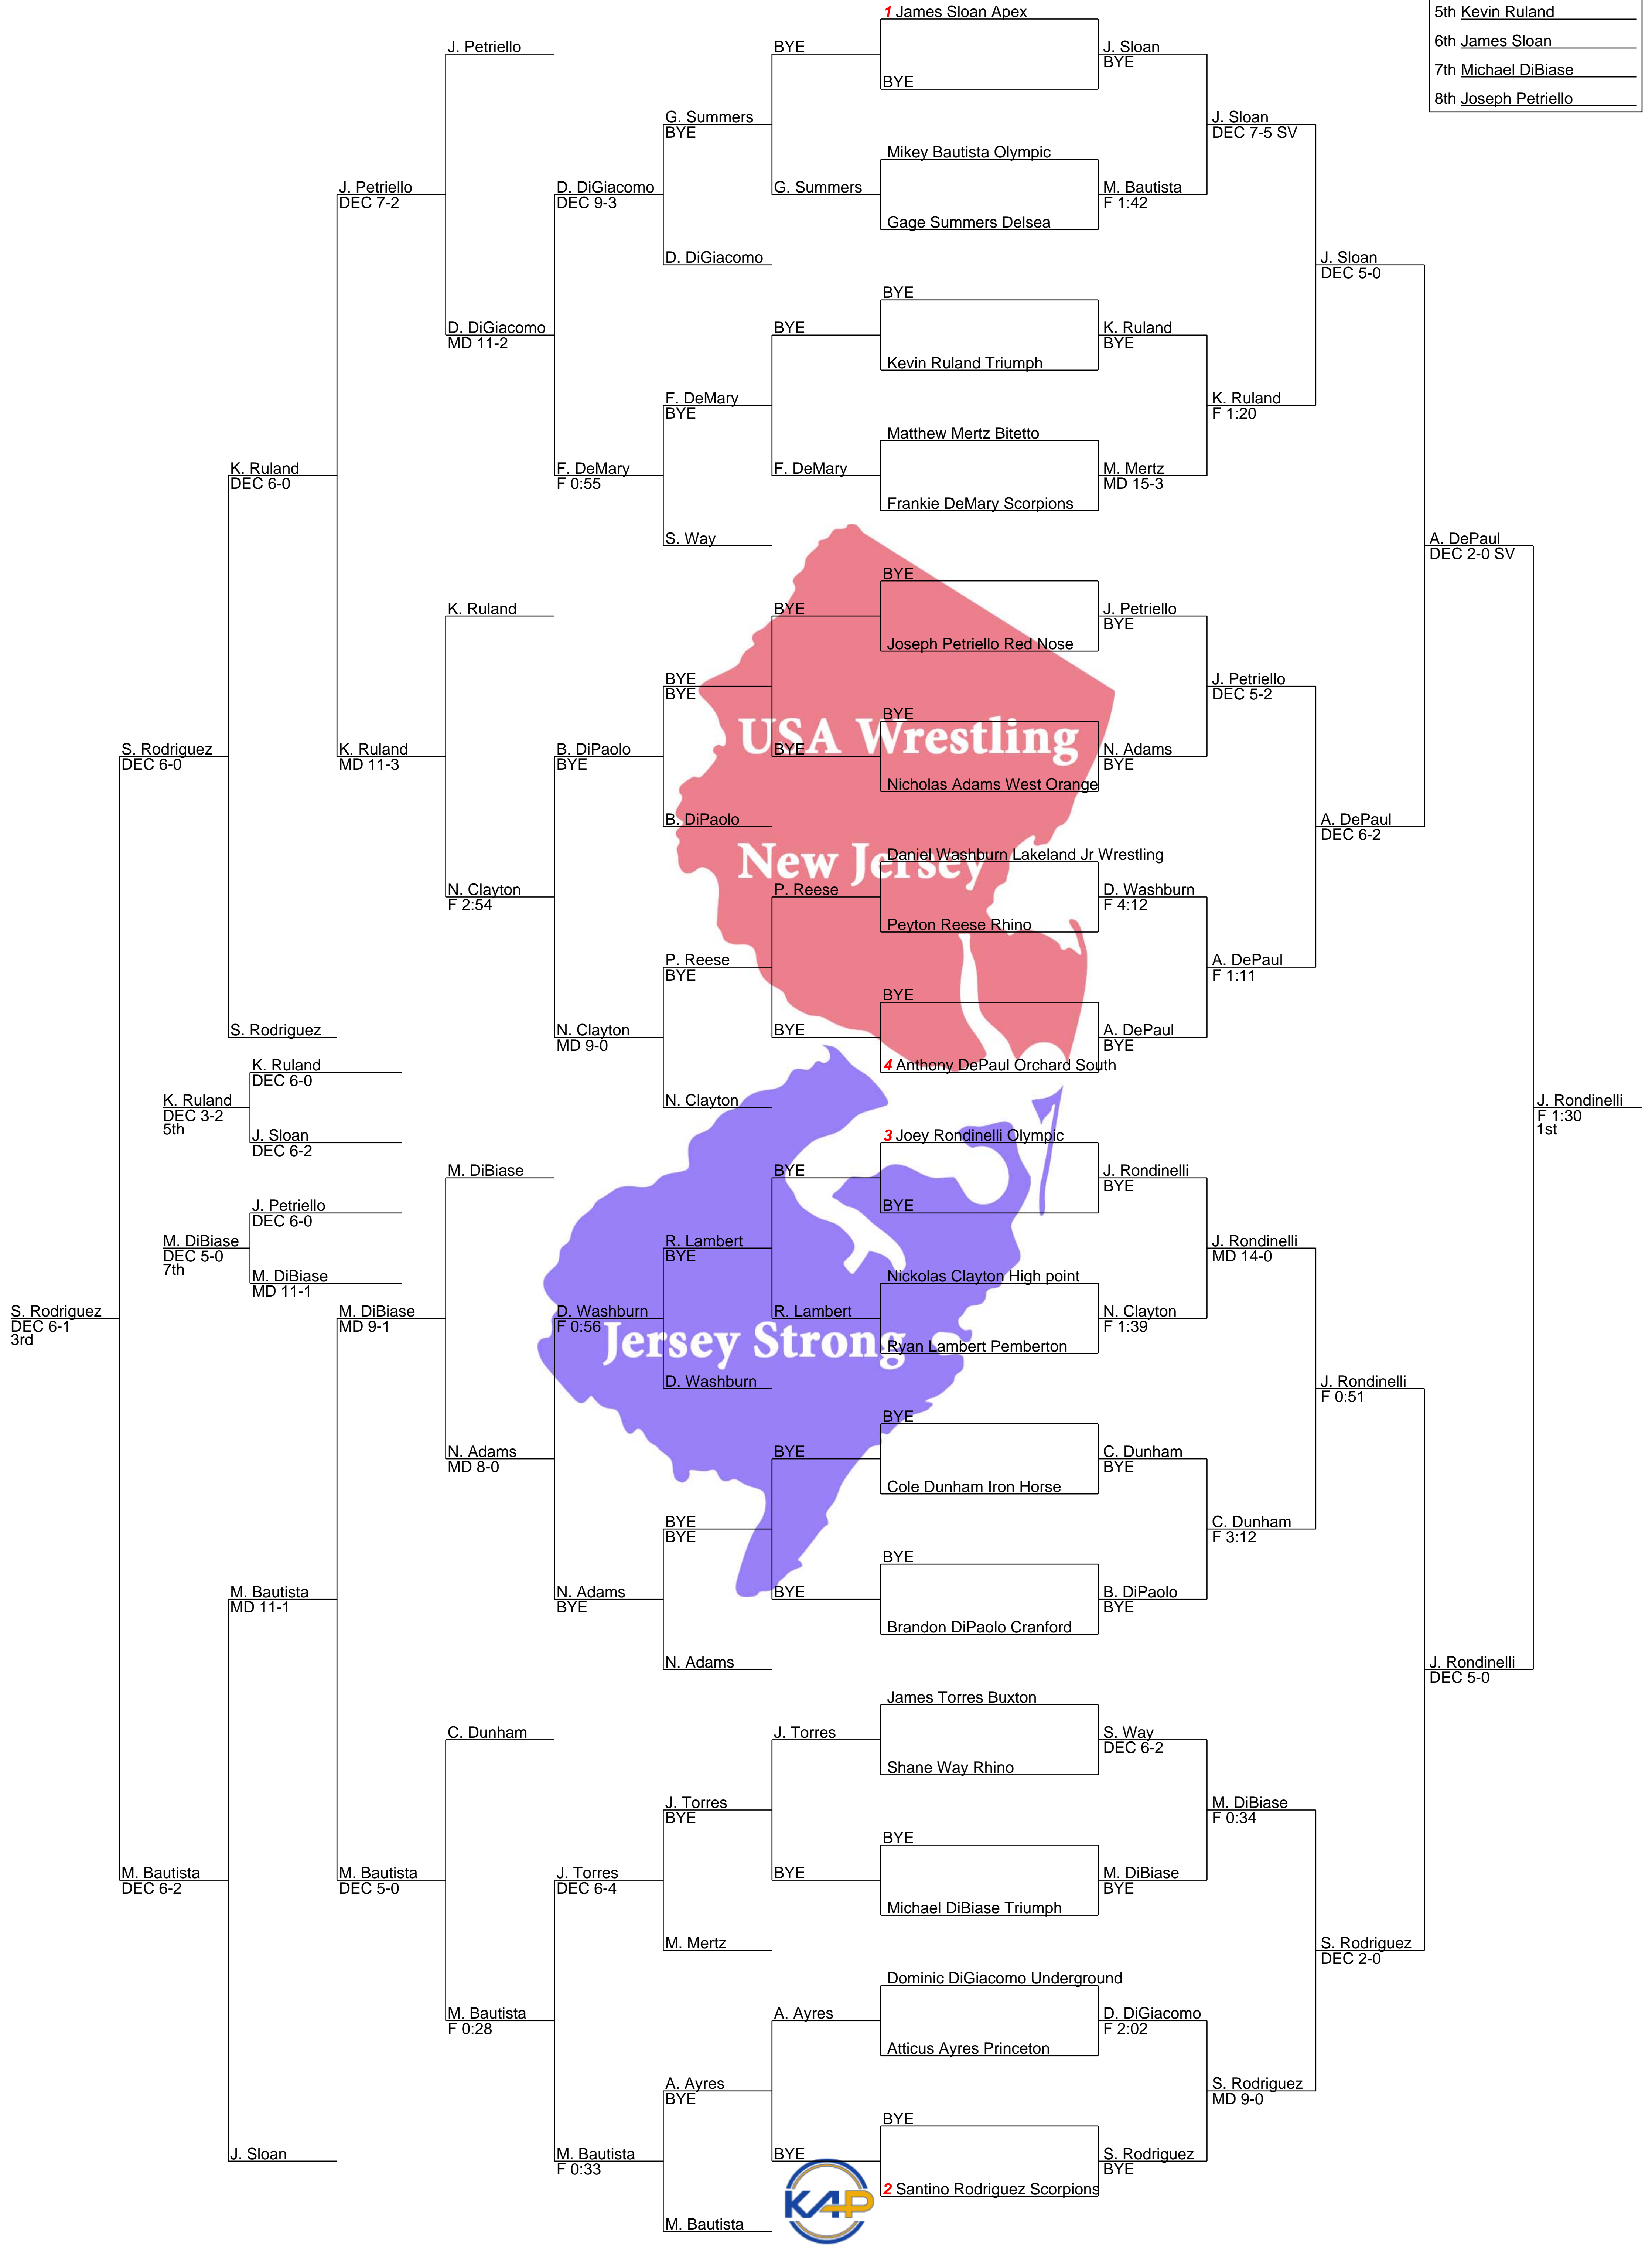 1 James Sloan Apex
5th Kevin Ruland
6th James Sloan
7th Michael DiBiase
8th Joseph Petriello
J. Petriello
BYE
J. Sloan
BYE
BYE
G. Summers
BYE
J. Sloan
DEC 7-5 SV
Mikey Bautista Olympic
J. Petriello
DEC 7-2
D. DiGiacomo
DEC 9-3
G. Summers
M. Bautista
F 1:42
Gage Summers Delsea
D. DiGiacomo
J. Sloan
DEC 5-0
BYE
D. DiGiacomo
MD 11-2
BYE
K. Ruland
BYE
Kevin Ruland Triumph
F. DeMary
BYE
K. Ruland
F 1:20
Matthew Mertz Bitetto
K. Ruland
DEC 6-0
F. DeMary
F 0:55
F. DeMary
M. Mertz
MD 15-3
Frankie DeMary Scorpions
S. Way
A. DePaul
DEC 2-0 SV
BYE
K. Ruland
BYE
J. Petriello
BYE
Joseph Petriello Red Nose
BYE
BYE
J. Petriello
DEC 5-2
BYE
USA Wrestling
S. Rodriguez
DEC 6-0
K. Ruland
MD 11-3
B. DiPaolo
BYE
BYE
N. Adams
BYE
Nicholas Adams West Orange
B. DiPaolo
A. DePaul
DEC 6-2
New Jersey
Daniel Washburn Lakeland Jr Wrestling
N. Clayton
F 2:54
P. Reese
D. Washburn
F 4:12
Peyton Reese Rhino
P. Reese
BYE
A. DePaul
F 1:11
BYE
S. Rodriguez
N. Clayton
MD 9-0
BYE
A. DePaul
BYE
4 Anthony DePaul Orchard South
K. Ruland
DEC 6-0
K. Ruland
DEC 3-2
5th
N. Clayton
J. Rondinelli
F 1:30
1st
J. Sloan
DEC 6-2
3 Joey Rondinelli Olympic
M. DiBiase
BYE
J. Rondinelli
BYE
BYE
J. Petriello
DEC 6-0
M. DiBiase
DEC 5-0
7th
R. Lambert
BYE
J. Rondinelli
MD 14-0
M. DiBiase
MD 11-1
Nickolas Clayton High point
S. Rodriguez
DEC 6-1
3rd
M. DiBiase
MD 9-1
D. Washburn
F 0:56
R. Lambert
N. Clayton
F 1:39
Jersey Strong
Ryan Lambert Pemberton
D. Washburn
J. Rondinelli
F 0:51
BYE
N. Adams
MD 8-0
BYE
C. Dunham
BYE
Cole Dunham Iron Horse
BYE
BYE
C. Dunham
F 3:12
BYE
M. Bautista
MD 11-1
N. Adams
BYE
BYE
B. DiPaolo
BYE
Brandon DiPaolo Cranford
N. Adams
J. Rondinelli
DEC 5-0
James Torres Buxton
C. Dunham
J. Torres
S. Way
DEC 6-2
Shane Way Rhino
J. Torres
BYE
M. DiBiase
F 0:34
BYE
M. Bautista
DEC 6-2
M. Bautista
DEC 5-0
J. Torres
DEC 6-4
BYE
M. DiBiase
BYE
Michael DiBiase Triumph
M. Mertz
S. Rodriguez
DEC 2-0
Dominic DiGiacomo Underground
M. Bautista
F 0:28
A. Ayres
D. DiGiacomo
F 2:02
Atticus Ayres Princeton
A. Ayres
BYE
S. Rodriguez
MD 9-0
BYE
J. Sloan
M. Bautista
F 0:33
BYE
S. Rodriguez
BYE
2 Santino Rodriguez Scorpions
KAP
M. Bautista